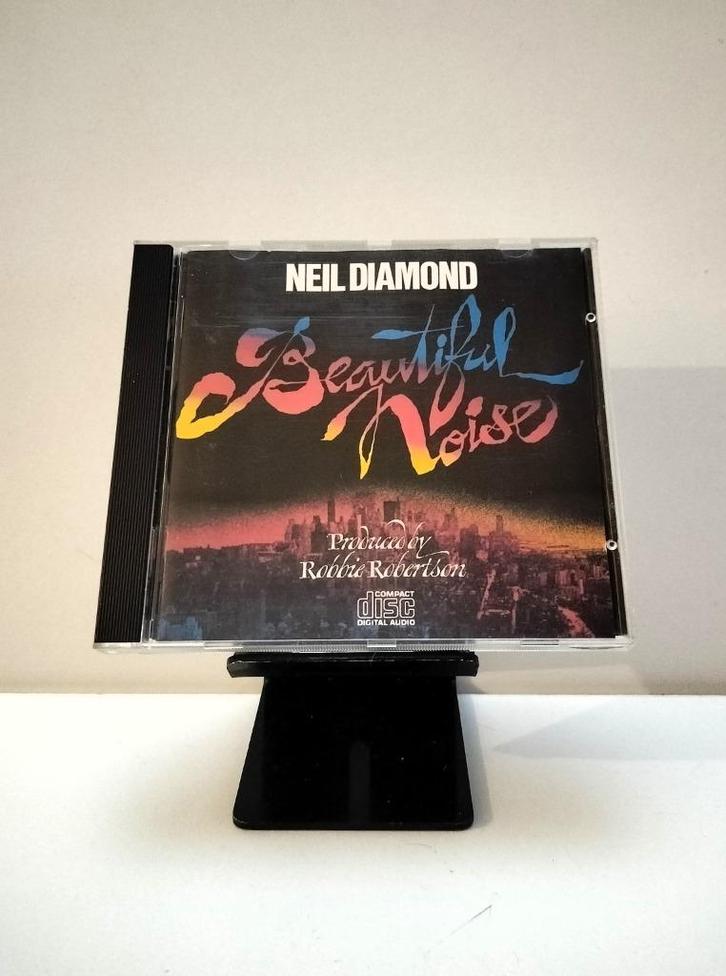 NEIL DIAMOND
Beautiful
Noise
Produced by
Robbie Robertson
COMPACT
disc
DIGITAL AUDIO